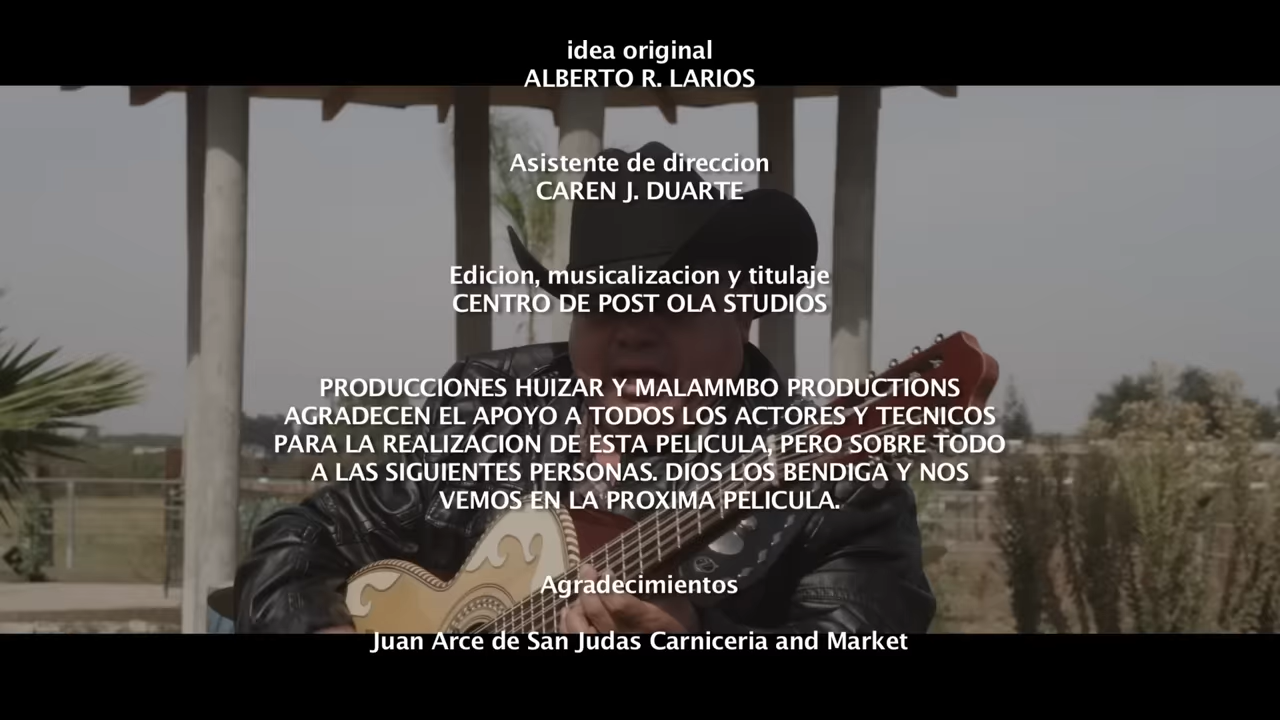 idea original
ALBERTO R. LARIOS
Asistente de direccion
CAREN J. DUARTE
Edicion, musicalizacion y titulaje
CENTRO DE POST OLA STUDIOS
PRODUCCIONES HUIZAR Y MALAMMBO PRODUCTIONS
AGRADECEN EL APOYO A TODOS LOS ACTORES Y TECNICOS
PARA LA REALIZACION DE ESTA PELICULA, PERO SOBRE TODO
A LAS SIGUIENTES PERSONAS. DIOS LOS BENDIGA Y NOS
VEMOS EN LA PROXIMA PELICULA.
Agradecimientos
Juan Arce de San Judas Carniceria and Market